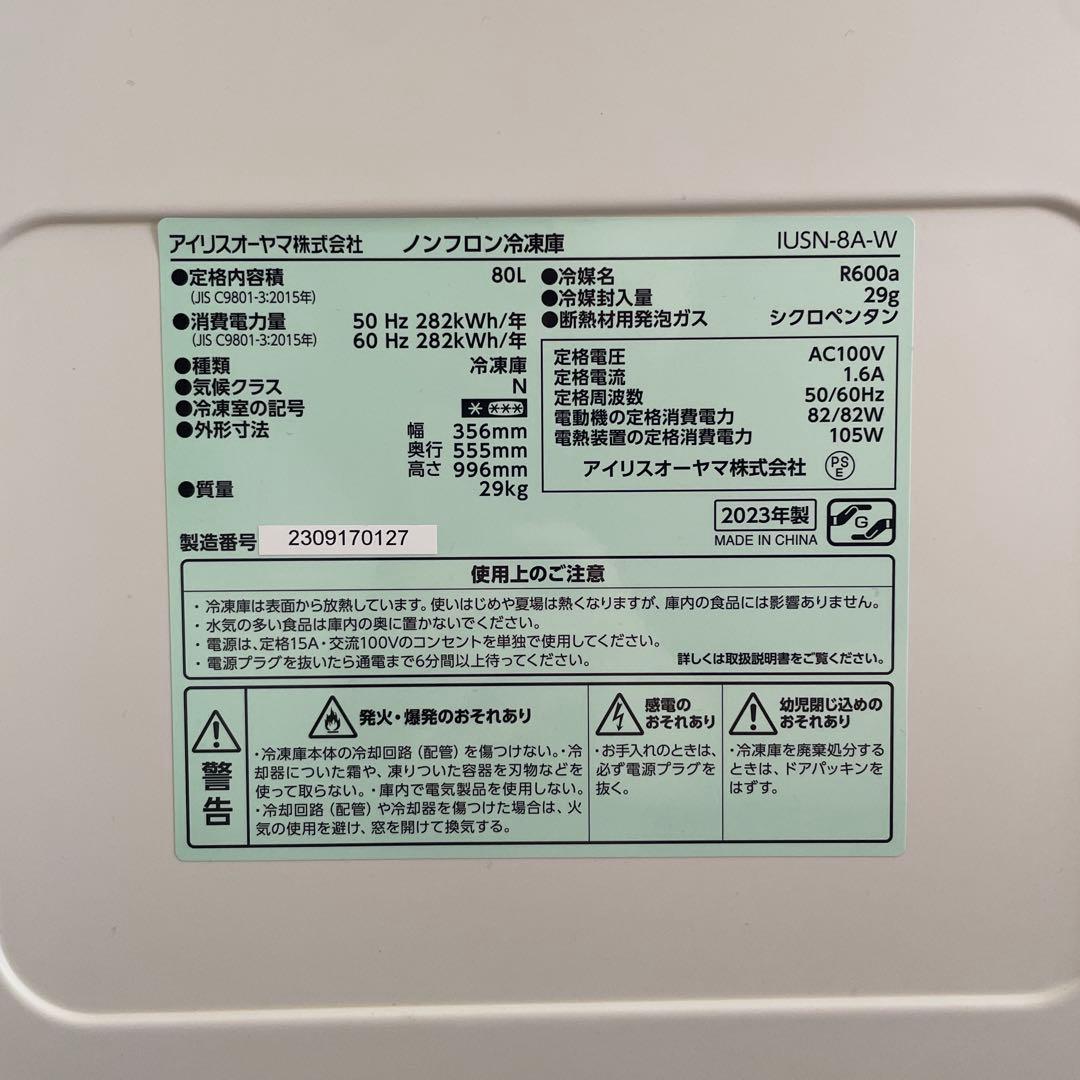 アイリスオーヤマ株式会社 ノンフロン冷凍庫 IUSN-8A-W
●定格内容積 80L
(JIS C9801-3:2015年)
●消費電力量 50 Hz 282kWh/年
(JIS C9801-3:2015年) 60 Hz 282kWh/年
●種類 冷凍庫
●気候クラス N
●冷凍室の記号 * ***
●外形寸法 幅 356mm
奥行 555mm
高さ 996mm
●質量 29kg
●冷媒名 R600a
●冷媒封入量 29g
●断熱材用発泡ガス シクロペンタン
定格電圧 AC100V
定格電流 1.6A
定格周波数 50/60Hz
電動機の定格消費電力 82/82W
電熱装置の定格消費電力 105W
アイリスオーヤマ株式会社 PSE
2023年製
MADE IN CHINA
G
製造番号 2309170127
使用上のご注意
・冷凍庫は表面から放熱しています。使いはじめや夏場は熱くなりますが、庫内の食品には影響ありません。
・水気の多い食品は庫内の奥に置かないでください。
・電源は、定格15A・交流100Vのコンセントを単独で使用してください。
・電源プラグを抜いたら通電まで6分間以上待ってください。 詳しくは取扱説明書をご覧ください。
警告
発火・爆発のおそれあり
・冷凍庫本体の冷却回路（配管）を傷つけない。・冷
却器についた霜や、凍りついた容器を刃物などを
使って取らない。・庫内で電気製品を使用しない。
・冷却回路（配管）や冷却器を傷つけた場合は、火
気の使用を避け、窓を開けて換気する。
感電の
おそれあり
・お手入れのときは、
必ず電源プラグを
抜く。
幼児閉じ込めの
おそれあり
・冷凍庫を廃棄処分する
ときは、ドアパッキンを
はずす。